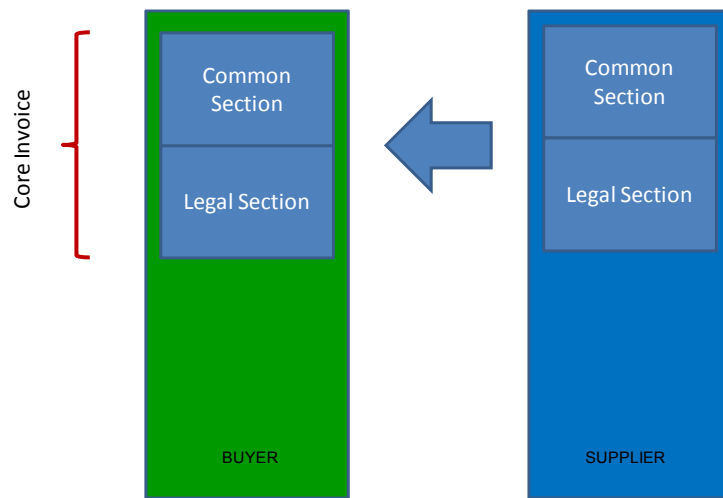 Core Invoice
Common
Section
Legal Section
BUYER
Common
Section
Legal Section
SUPPLIER